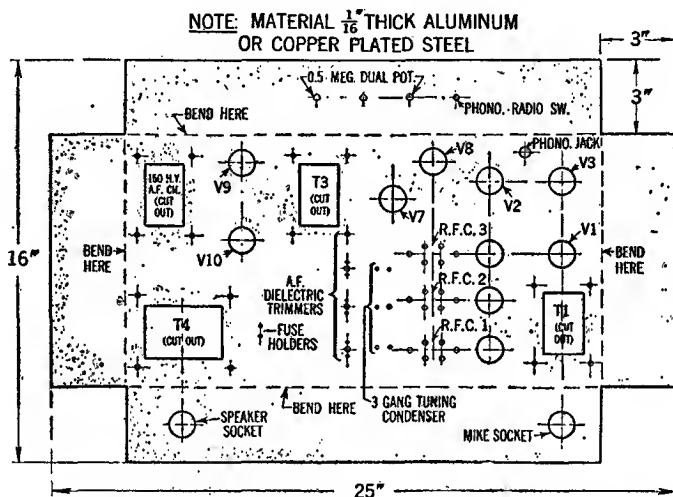 NOTE: MATERIAL 1/16" THICK ALUMINUM
OR COPPER PLATED STEEL
3"
3"
0.5 MEG. DUAL POT.
PHONO.-RADIO SW.
BEND HERE
PHONO. JACK
V8
V3
V9
150 H.V.
A.F. CH.
(CUT
OUT)
T3
(CUT
OUT)
V7
V2
16"
BEND
HERE
V10
R.F.C. 3
V1
BEND
HERE
A.F.
DIELECTRIC
TRIMMERS
R.F.C. 2
T4
(CUT OUT)
FUSE
HOLDERS
R.F.C. 1
T1
(CUT
OUT)
BEND HERE
3 GANG TUNING
CONDENSER
SPEAKER
SOCKET
MIKE SOCKET
25"